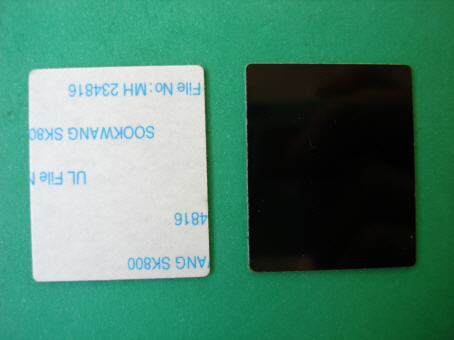 ANG SK800
4816
UL File N
SOOKWANG SK80
File No: MH 234816